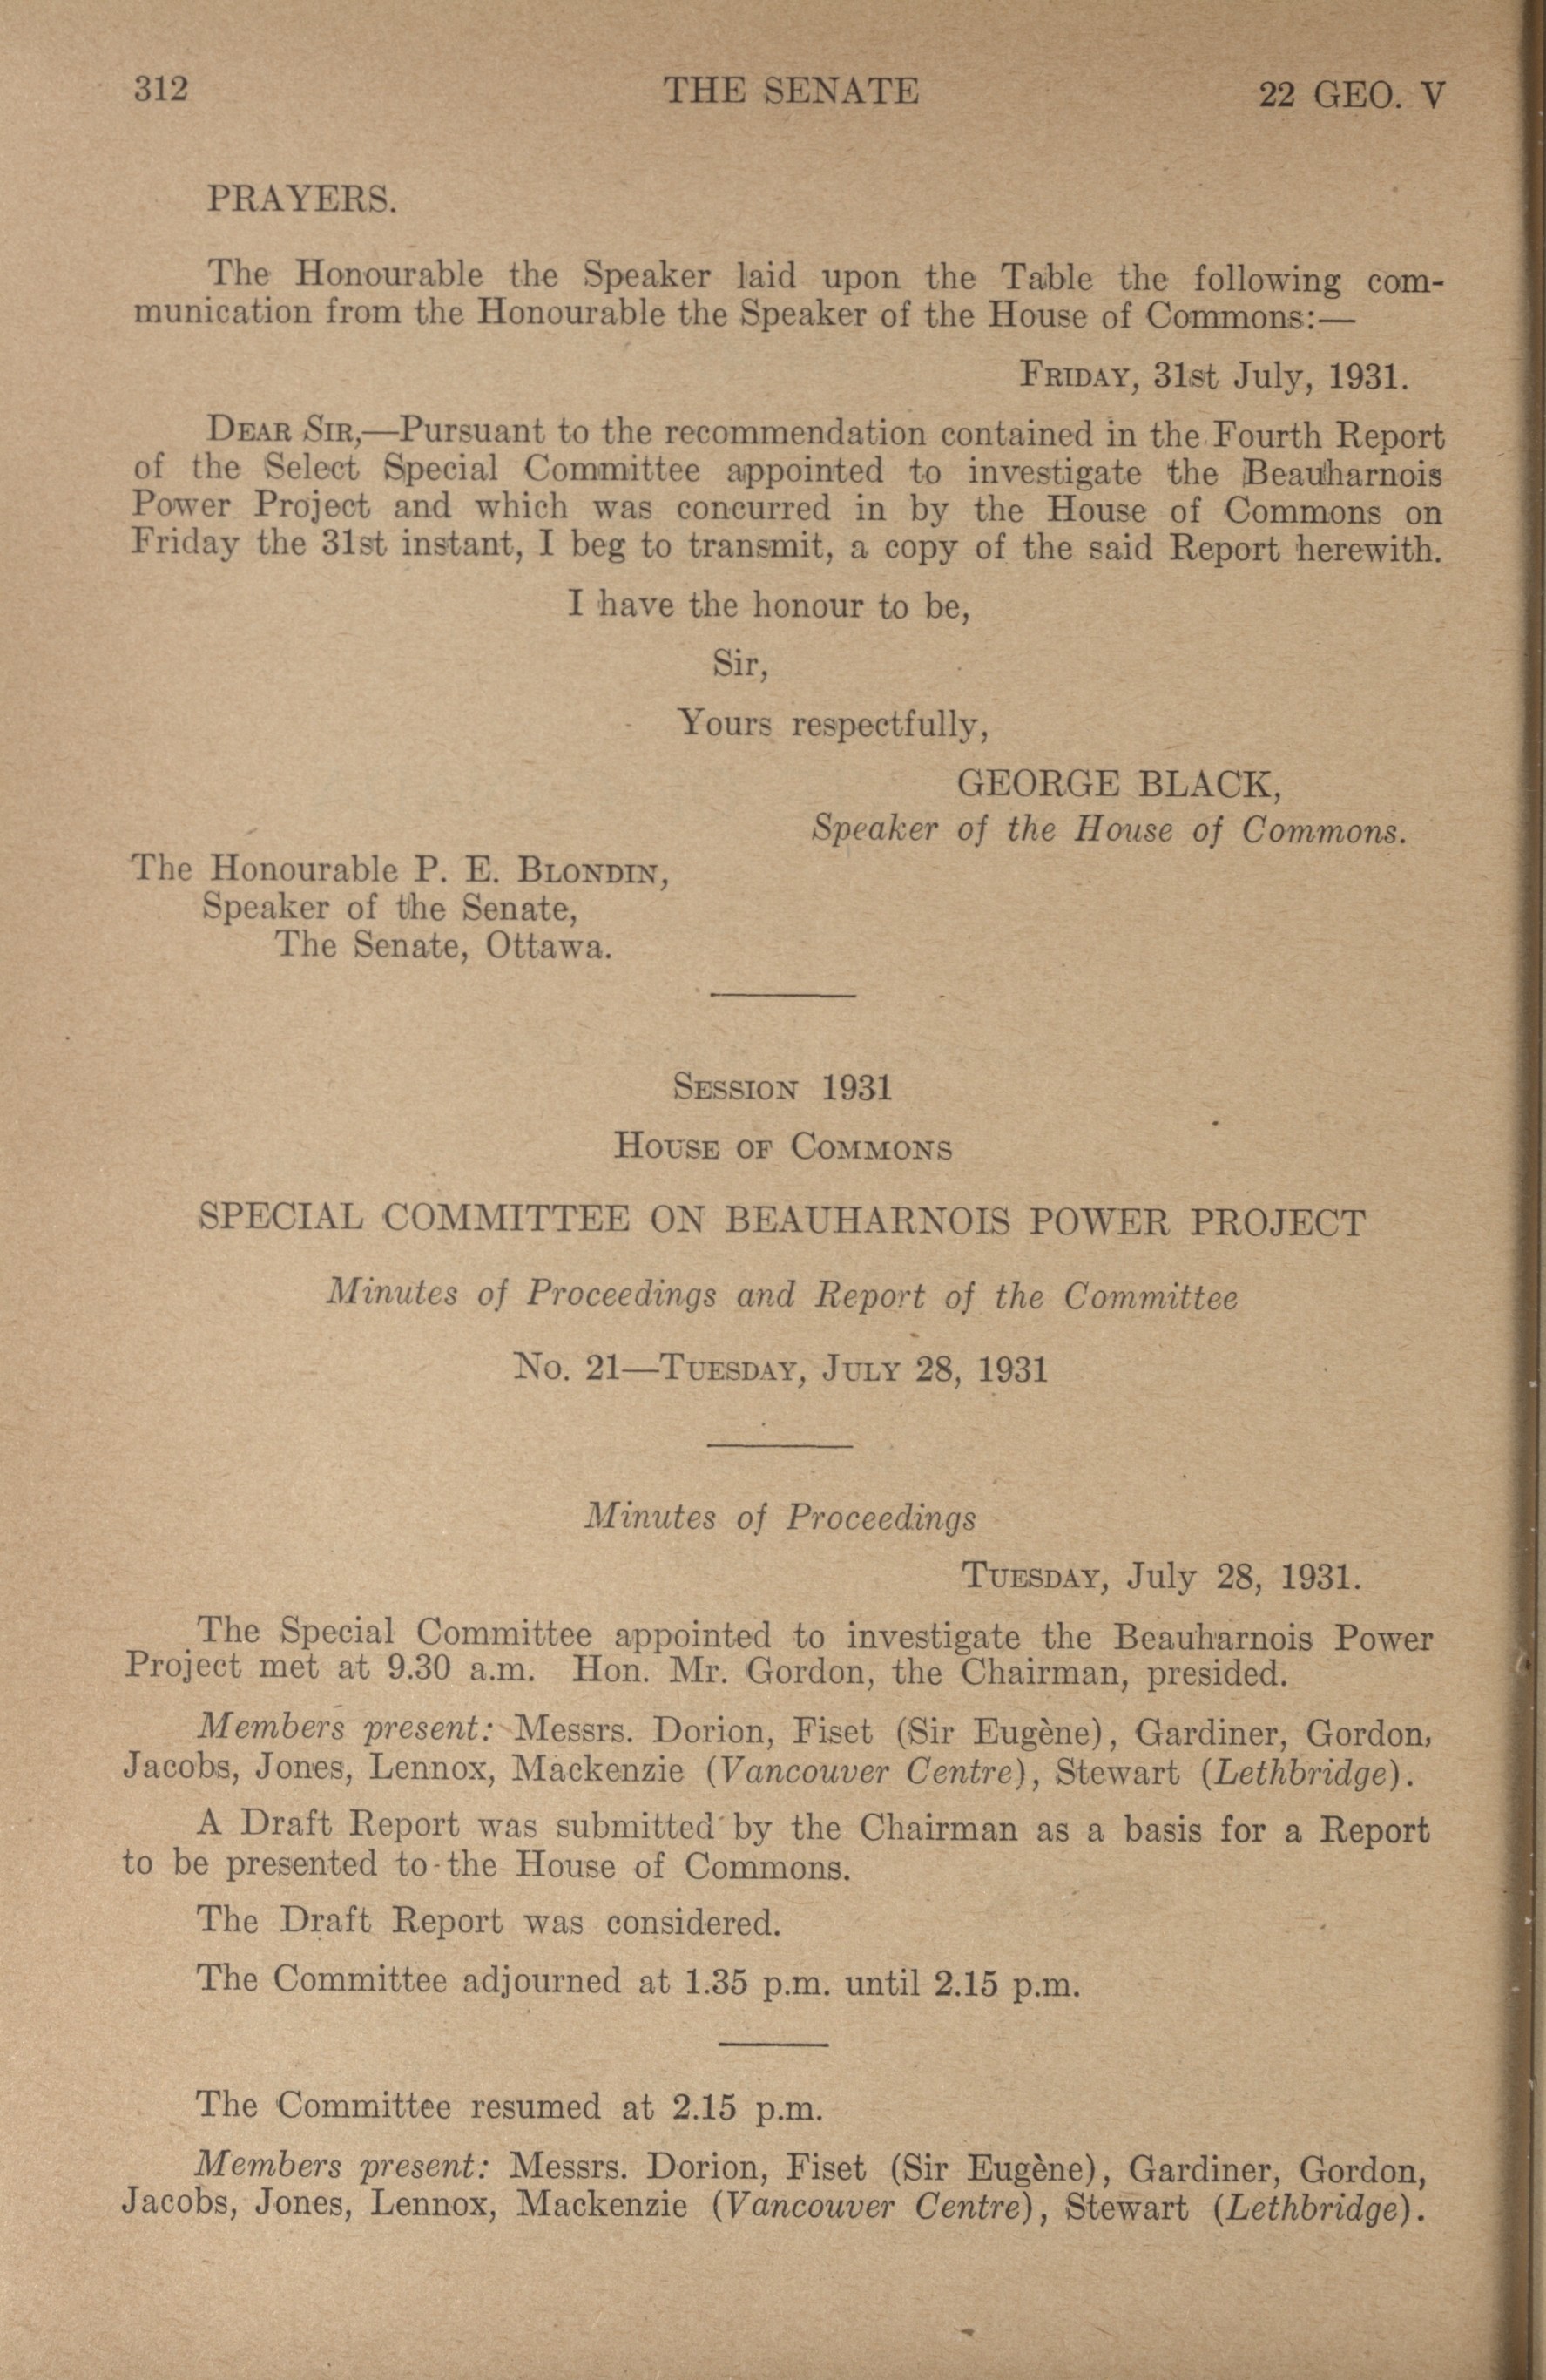 312 THE SENATE 22 GEO. V
PRAYERS.
The Honourable the Speaker laid upon the Table the following com-
munication from the Honourable the Speaker of the House of Commons:—
FRIDAY, 31st July, 1931.
DEAR SIR,—Pursuant to the recommendation contained in the Fourth Report
of the Select Special Committee appointed to investigate the Beauharnois
Power Project and which was concurred in by the House of Commons on
Friday the 31st instant, I beg to transmit, a copy of the said Report herewith.
I have the honour to be,
Sir,
Yours respectfully,
GEORGE BLACK,
Speaker of the House of Commons.
The Honourable P. E. BLONDIN,
Speaker of the Senate,
The Senate, Ottawa.
SESSION 1931
HOUSE OF COMMONS
SPECIAL COMMITTEE ON BEAUHARNOIS POWER PROJECT
Minutes of Proceedings and Report of the Committee
No. 21—TUESDAY, JULY 28, 1931
Minutes of Proceedings
TUESDAY, July 28, 1931.
The Special Committee appointed to investigate the Beauharnois Power
Project met at 9.30 a.m. Hon. Mr. Gordon, the Chairman, presided.
Members present: Messrs. Dorion, Fiset (Sir Eugène), Gardiner, Gordon,
Jacobs, Jones, Lennox, Mackenzie (Vancouver Centre), Stewart (Lethbridge).
A Draft Report was submitted by the Chairman as a basis for a Report
to be presented to the House of Commons.
The Draft Report was considered.
The Committee adjourned at 1.35 p.m. until 2.15 p.m.
The Committee resumed at 2.15 p.m.
Members present: Messrs. Dorion, Fiset (Sir Eugène), Gardiner, Gordon,
Jacobs, Jones, Lennox, Mackenzie (Vancouver Centre), Stewart (Lethbridge).